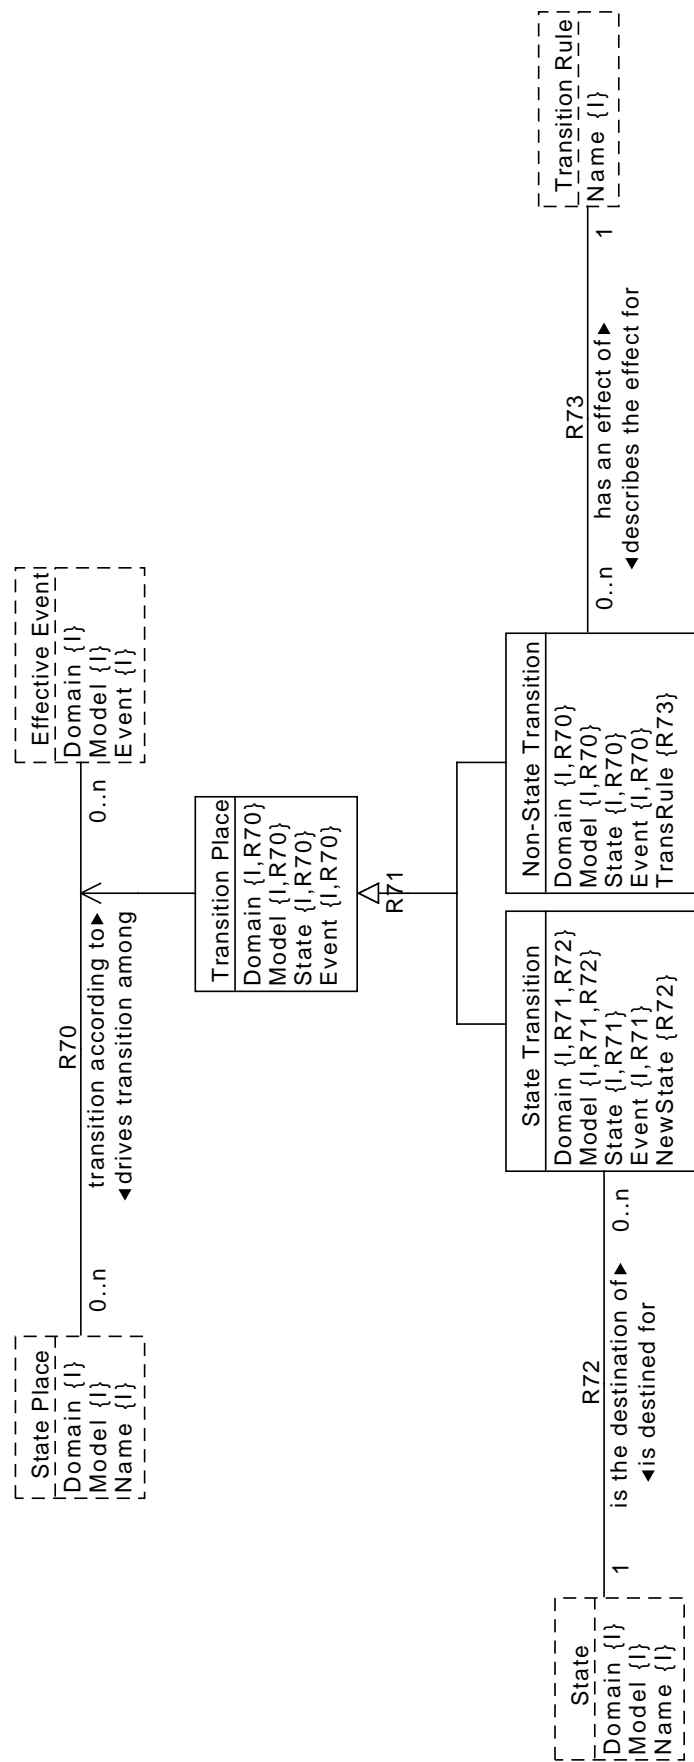 State Place
Domain {I}
Model {I}
Name {I}
R70
0..n
transition according to►
◄drives transition among
0..n
Effective Event
Domain {I}
Model {I}
Event {I}
Transition Place
Domain {I,R70}
Model {I,R70}
State {I,R70}
Event {I,R70}
R71
State
Domain {I}
Model {I}
Name {I}
R72
1
is the destination of►
◄is destined for
0..n
State Transition
Domain {I,R71,R72}
Model {I,R71,R72}
State {I,R71}
Event {I,R71}
NewState {R72}
Non-State Transition
Domain {I,R70}
Model {I,R70}
State {I,R70}
Event {I,R70}
TransRule {R73}
R73
0..n
has an effect of►
◄describes the effect for
1
Transition Rule
Name {I}